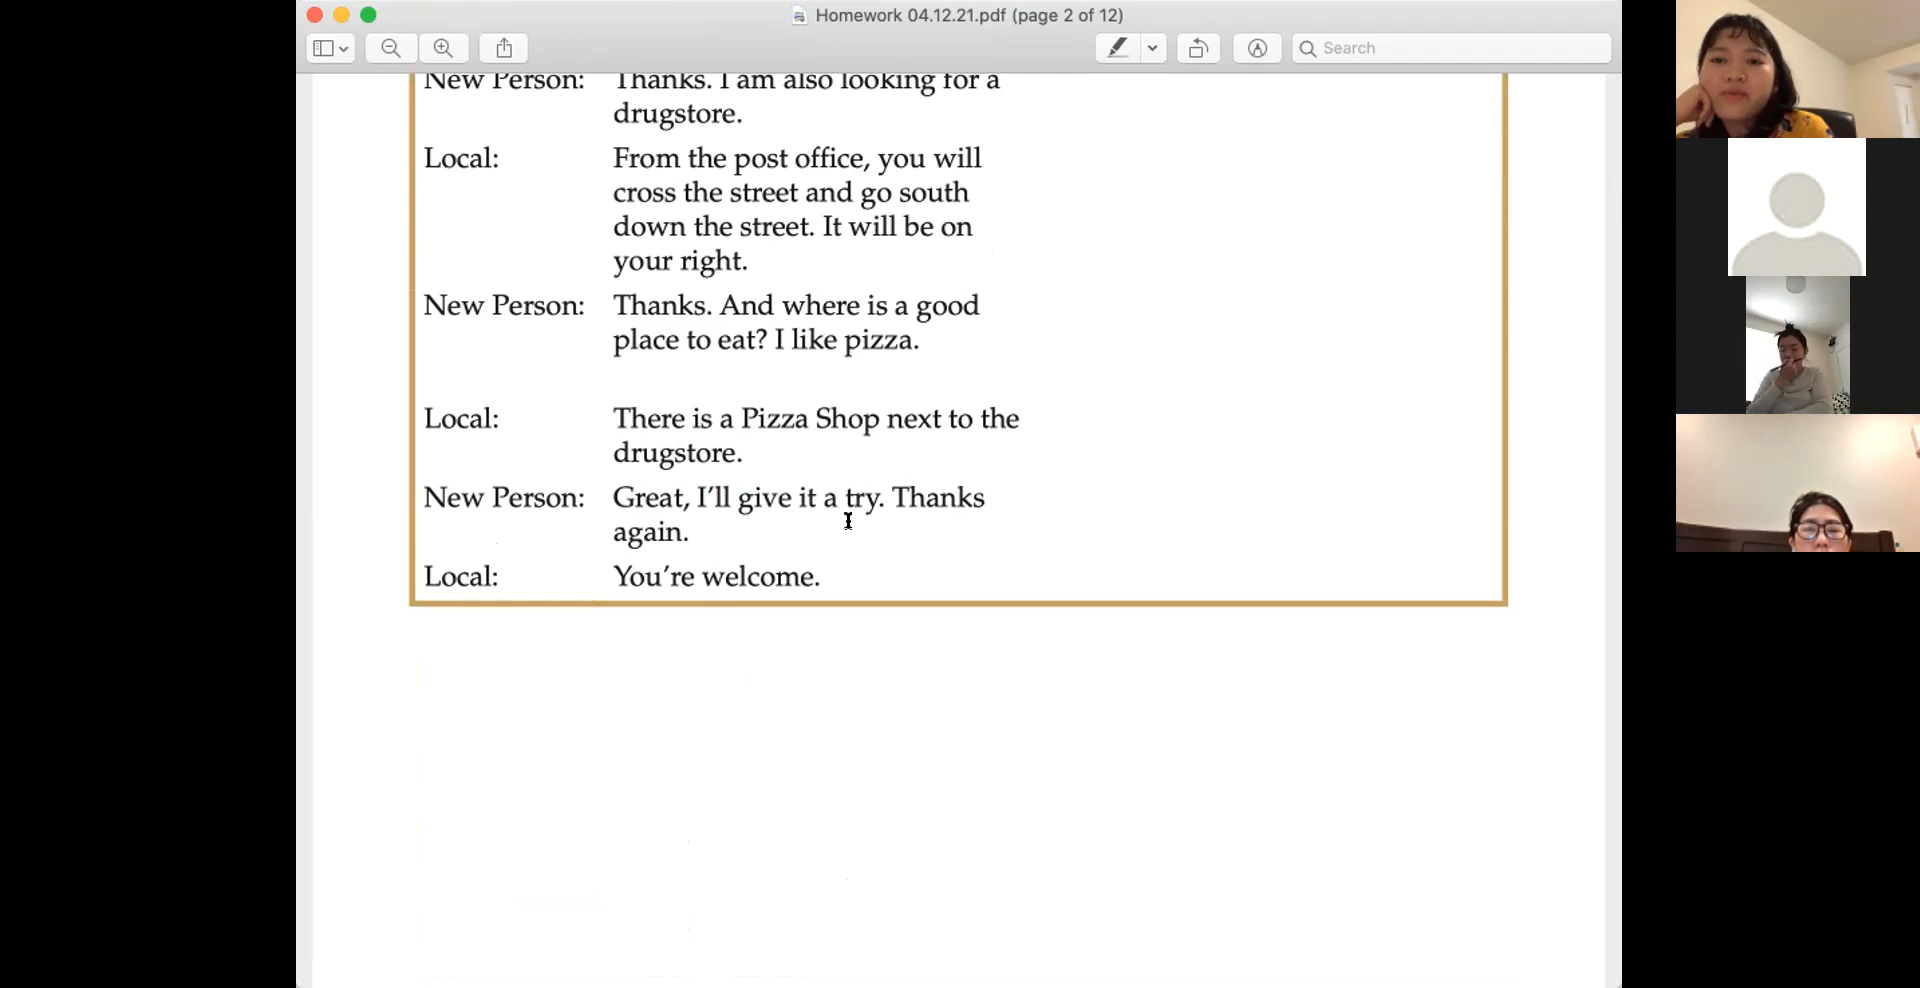 Homework 04.12.21.pdf (page 2 of 12)
Search
New Person: Thanks. I am also looking for a
drugstore.
Local: From the post office, you will
cross the street and go south
down the street. It will be on
your right.
New Person: Thanks. And where is a good
place to eat? I like pizza.
Local: There is a Pizza Shop next to the
drugstore.
New Person: Great, I’ll give it a try. Thanks
again.
Local: You’re welcome.